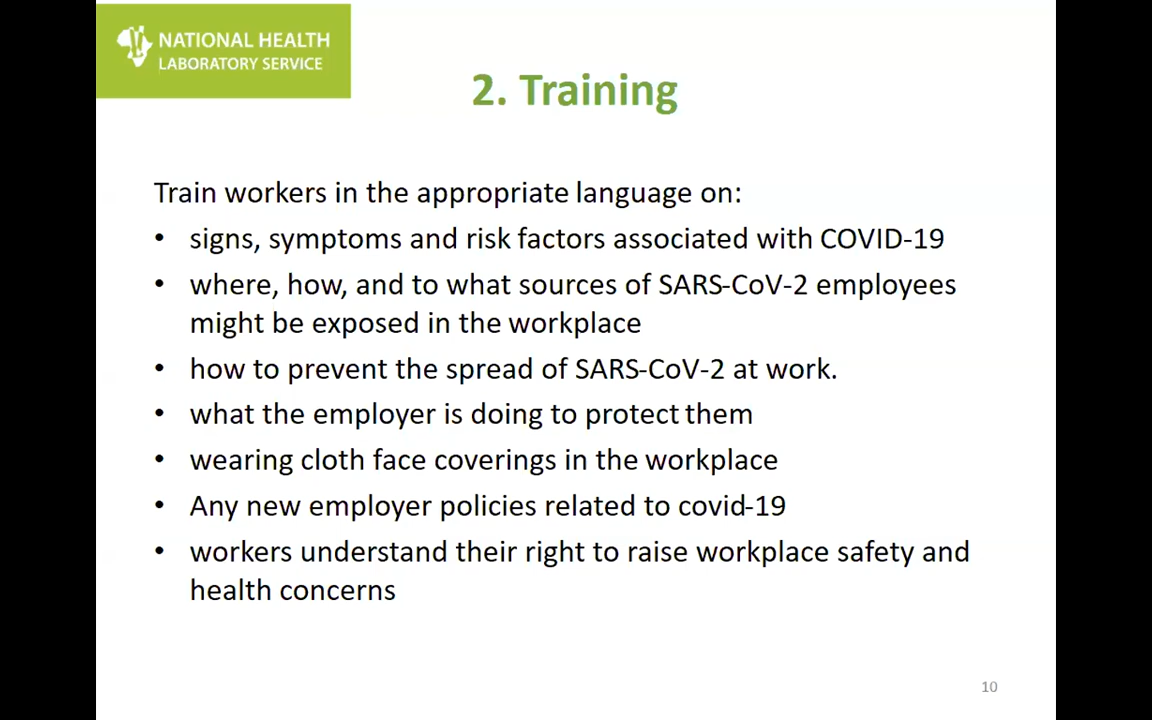 NATIONAL HEALTH
LABORATORY SERVICE
2. Training
Train workers in the appropriate language on:
• signs, symptoms and risk factors associated with COVID-19
• where, how, and to what sources of SARS-CoV-2 employees
might be exposed in the workplace
• how to prevent the spread of SARS-CoV-2 at work.
• what the employer is doing to protect them
• wearing cloth face coverings in the workplace
• Any new employer policies related to covid-19
• workers understand their right to raise workplace safety and
health concerns
10